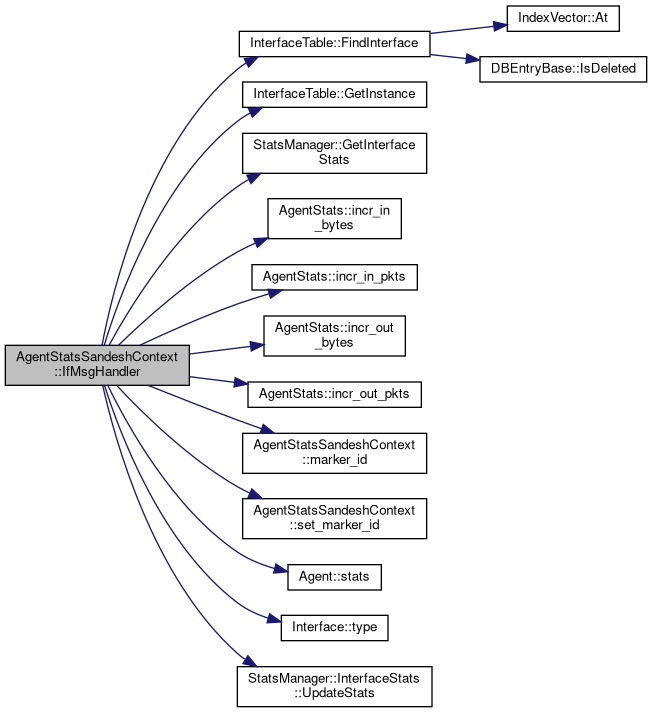 IndexVector::At
InterfaceTable::FindInterface
DBEntryBase::IsDeleted
InterfaceTable::GetInstance
StatsManager::GetInterface
Stats
AgentStats::incr_in
_bytes
AgentStats::incr_in_pkts
AgentStats::incr_out
_bytes
AgentStatsSandeshContext
::IfMsgHandler
AgentStats::incr_out_pkts
AgentStatsSandeshContext
::marker_id
AgentStatsSandeshContext
::set_marker_id
Agent::stats
Interface::type
StatsManager::InterfaceStats
::UpdateStats